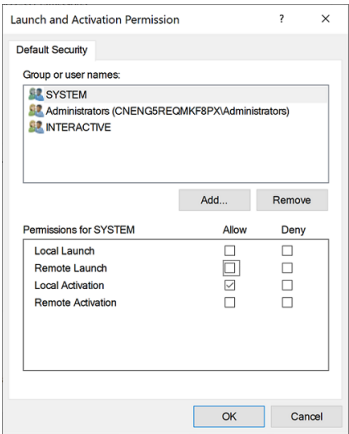 Launch and Activation Permission ? ×
Default Security
Group or user names:
SYSTEM
Administrators (CNENG5REQMKF8PX\Administrators)
INTERACTIVE
Add... Remove
Permissions for SYSTEM Allow Deny
Local Launch
Remote Launch
Local Activation
Remote Activation
OK Cancel